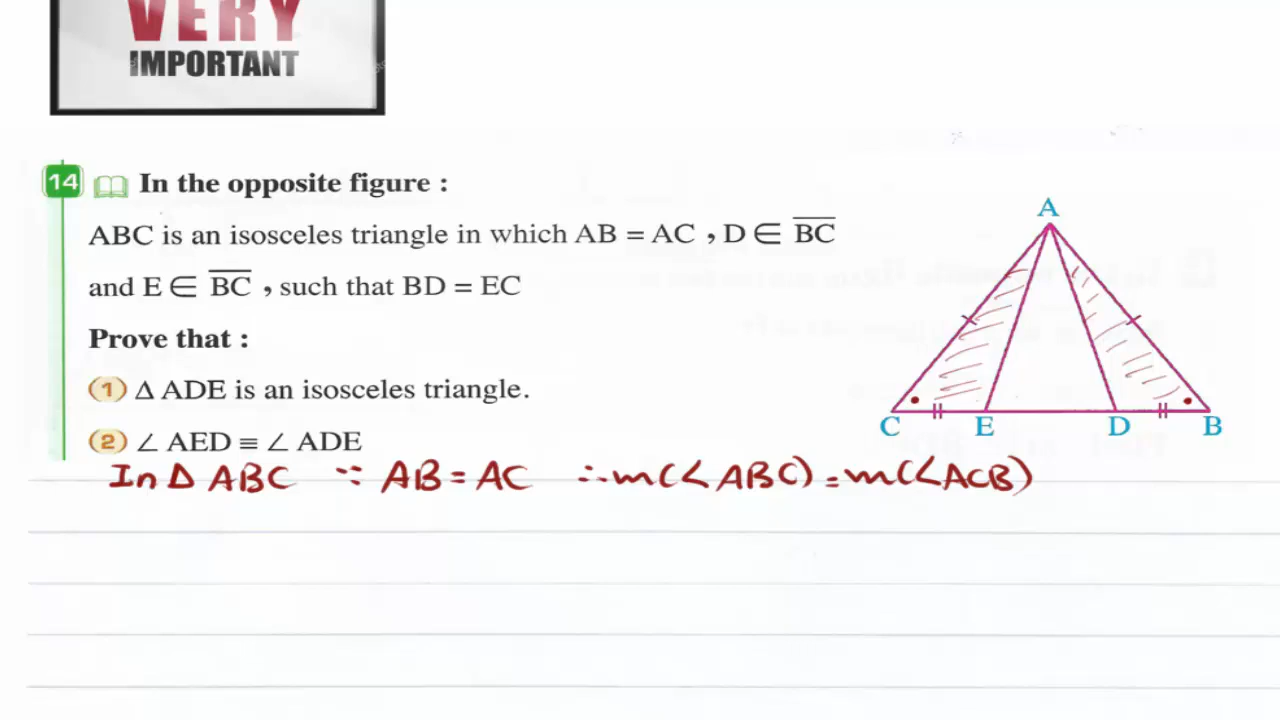 VERY
IMPORTANT
14 In the opposite figure :
ABC is an isosceles triangle in which AB = AC , D ∈ B͞C͞
and E ∈ B͞C͞ , such that BD = EC
Prove that :
(1) Δ ADE is an isosceles triangle.
(2) ∠ AED ≡ ∠ ADE
A
C E D B
In Δ ABC ∵ AB = AC ∴ m(∠ABC) = m(∠ACB)